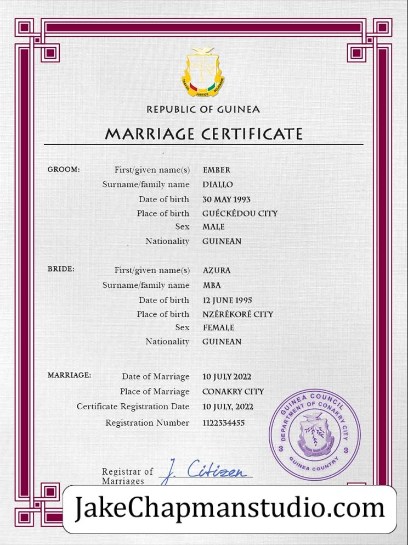 REPUBLIC OF GUINEA
MARRIAGE CERTIFICATE
GROOM: First/given name(s) EMBER
Surname/family name DIALLO
Date of birth 30 MAY 1993
Place of birth GUÉCKÉDOU CITY
Sex MALE
Nationality GUINEAN
BRIDE: First/given name(s) AZURA
Surname/family name MBA
Date of birth 12 JUNE 1995
Place of birth NZÉRÉKORÉ CITY
Sex FEMALE
Nationality GUINEAN
MARRIAGE: Date of Marriage 10 JULY 2022
Place of Marriage CONAKRY CITY
Certificate Registration Date 10 JULY, 2022
Registration Number 1122334455
GUINEA COUNCIL
DEPARTMENT OF CONAKRY CITY
GUINEA COUNTRY
Registrar of Marriages J. Citizen
JakeChapmanstudio.com